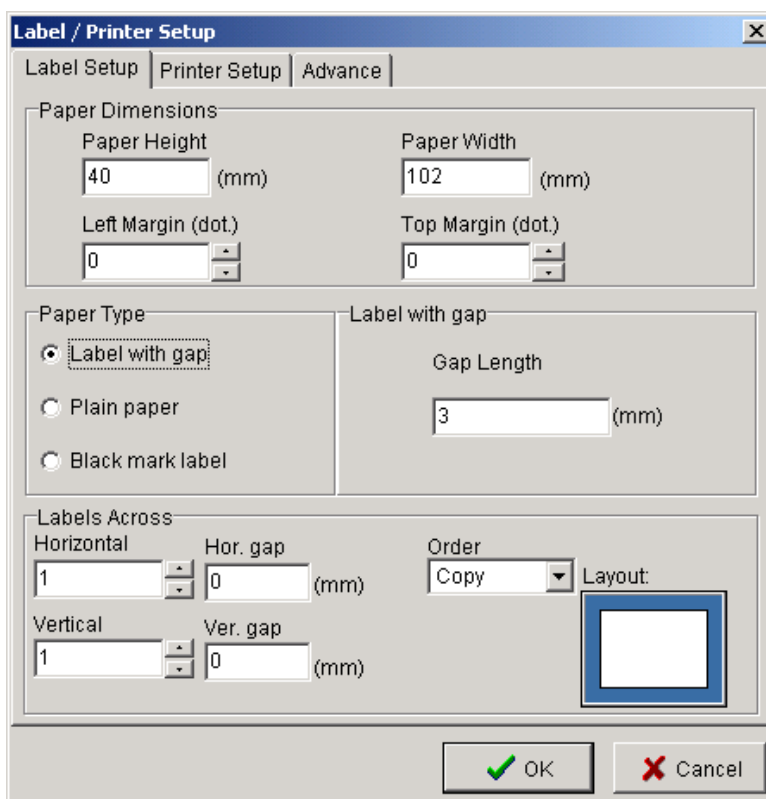 Label / Printer Setup
Label Setup Printer Setup Advance
Paper Dimensions
Paper Height Paper Width
40 (mm) 102 (mm)
Left Margin (dot.) Top Margin (dot.)
0 0
Paper Type Label with gap
Label with gap Gap Length
Plain paper 3 (mm)
Black mark label
Labels Across
Horizontal Hor. gap Order
1 0 (mm) Copy Layout:
Vertical Ver. gap
1 0 (mm)
OK Cancel